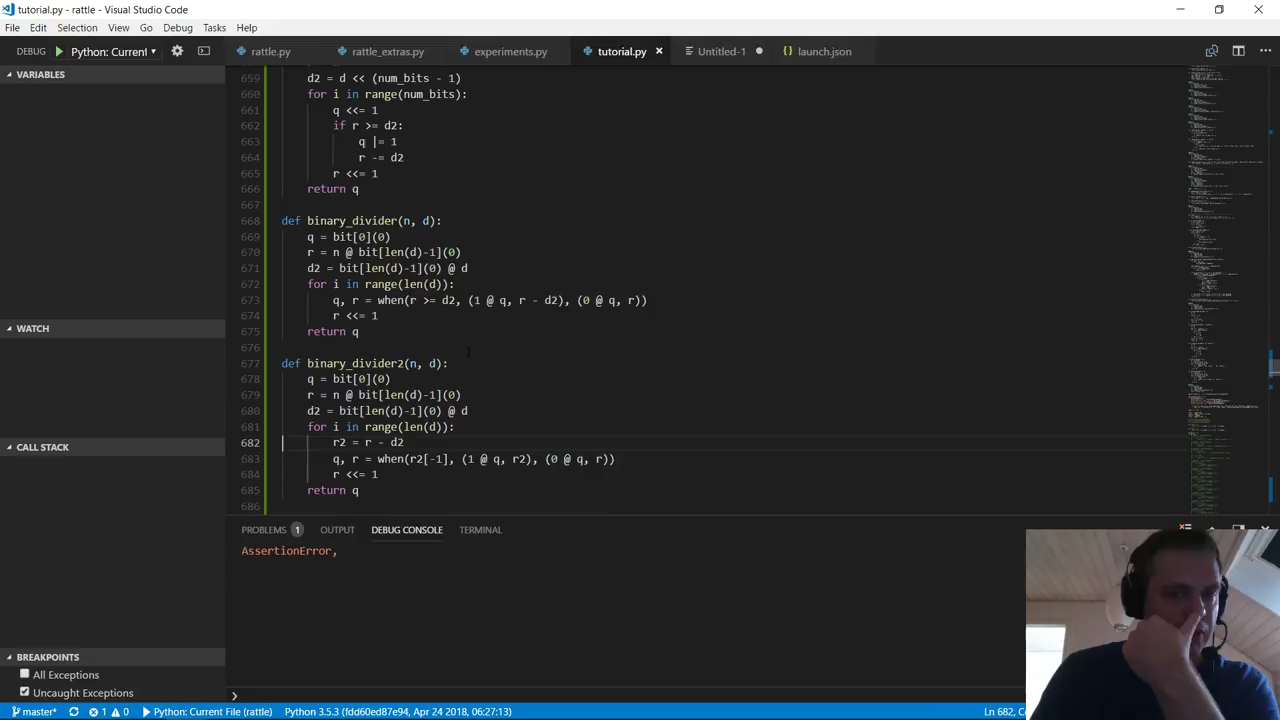 tutorial.py - rattle - Visual Studio Code
File Edit Selection View Go Debug Tasks Help
DEBUG Python: Current
rattle.py rattle_extras.py experiments.py tutorial.py × Untitled-1 launch.json
VARIABLES
WATCH
CALL STACK
BREAKPOINTS
All Exceptions
Uncaught Exceptions
659 d2 = d << (num_bits - 1)
660 for i in range(num_bits):
661 q <<= 1
662 if r >= d2:
663 q |= 1
664 r -= d2
665 r <<= 1
666 return q
667
668 def binary_divider(n, d):
669 q = bit[0](0)
670 r = n @ bit[len(d)-1](0)
671 d2 = bit[len(d)-1](0) @ d
672 for i in range(len(d)):
673 q, r = when(r >= d2, (1 @ q, r - d2), (0 @ q, r))
674 r <<= 1
675 return q
676
677 def binary_divider2(n, d):
678 q = bit[0](0)
679 r = n @ bit[len(d)-1](0)
680 d2 = bit[len(d)-1](0) @ d
681 for i in range(len(d)):
682 r2 = r - d2
683 q, r = when(r2[-1], (1 @ q, r2), (0 @ q, r))
684 r <<= 1
685 return q
686
PROBLEMS 1 OUTPUT DEBUG CONSOLE TERMINAL
AssertionError,
master* 1 0 Python: Current File (rattle) Python 3.5.3 (fdd60ed87e94, Apr 24 2018, 06:27:13) Ln 682,